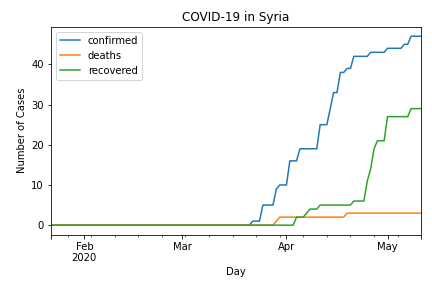 COVID-19 in Syria
confirmed
deaths
recovered
Number of Cases
40
30
20
10
0
Feb Mar Apr May
2020
Day